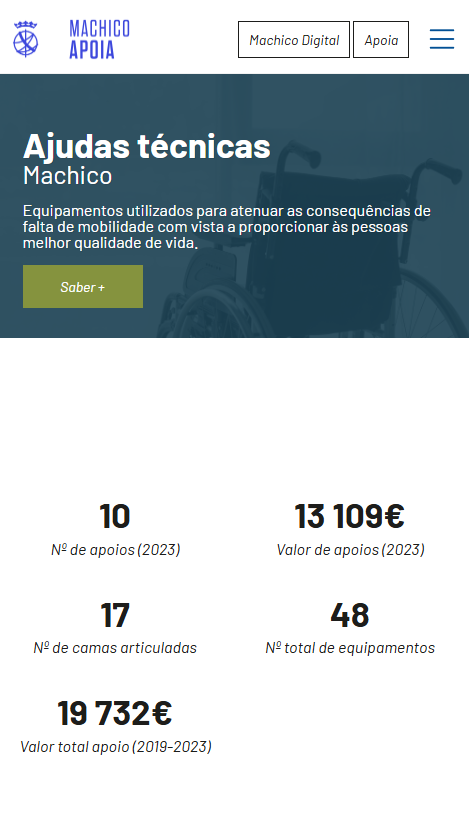 MACHICO
APOIA
Machico Digital
Apoia
Ajudas técnicas
Machico
Equipamentos utilizados para atenuar as consequências de
falta de mobilidade com vista a proporcionar às pessoas
melhor qualidade de vida.
Saber +
10
Nº de apoios (2023)
13 109€
Valor de apoios (2023)
17
Nº de camas articuladas
48
Nº total de equipamentos
19 732€
Valor total apoio (2019-2023)